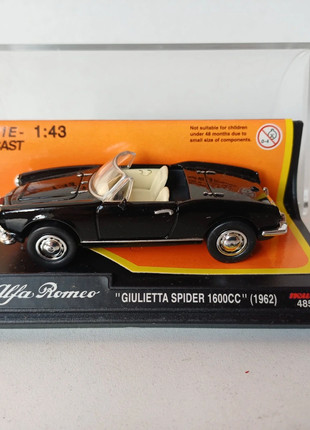 1:43
Not suitable for children
under 48 months due to
small size of components.
Alfa Romeo "GIULIETTA SPIDER 1600CC" (1962)